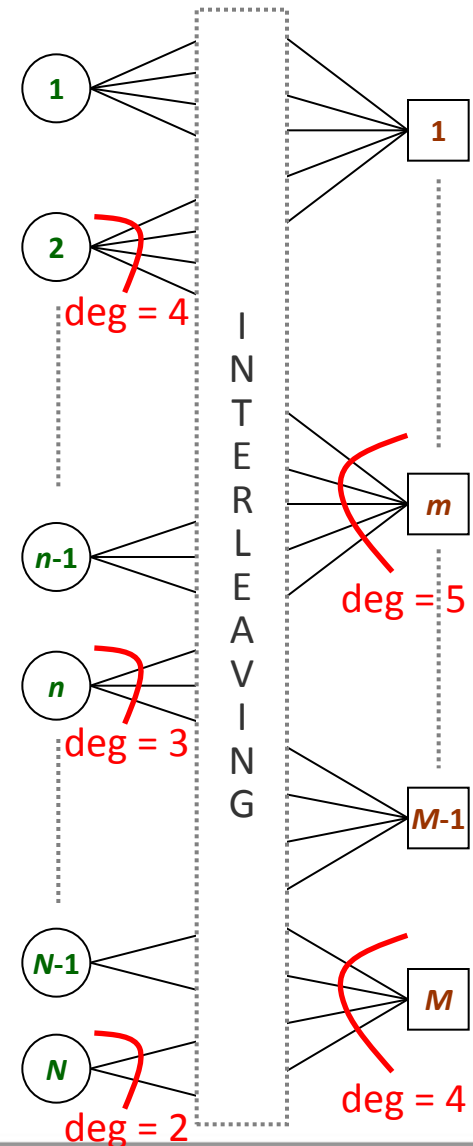 1
2
deg = 4
n-1
n
deg = 3
N-1
N
deg = 2
I
N
T
E
R
L
E
A
V
I
N
G
1
m
deg = 5
M-1
M
deg = 4